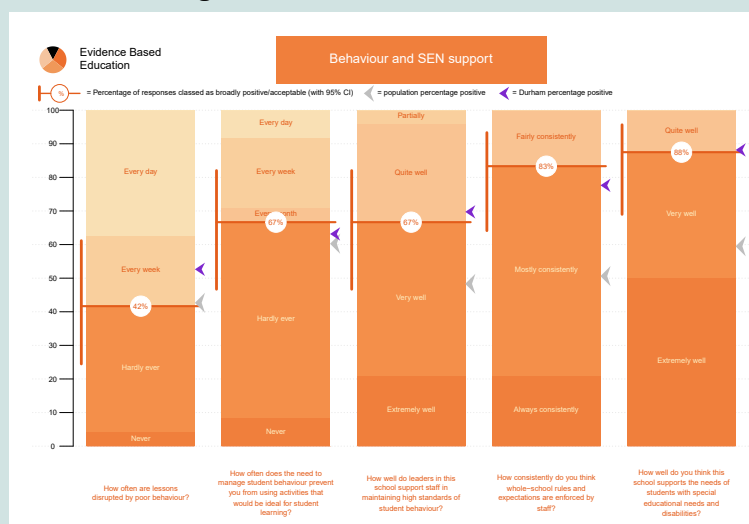 Evidence Based
Education
Behaviour and SEN support
% = Percentage of responses classed as broadly positive/acceptable (with 95% CI) = population percentage positive = Durham percentage positive
100
90
80
70
60
50
40
30
20
10
0
Every day
Every week
42%
Hardly ever
Never
Every day
Every week
Every month
67%
Hardly ever
Never
Partially
Quite well
67%
Very well
Extremely well
Fairly consistently
83%
Mostly consistently
Always consistently
Quite well
88%
Very well
Extremely well
How often are lessons
disrupted by poor behaviour?
How often does the need to
manage student behaviour prevent
you from using activities that
would be ideal for student
learning?
How well do leaders in this
school support staff in
maintaining high standards of
student behaviour?
How consistently do you think
whole−school rules and
expectations are enforced by
staff?
How well do you think this
school supports the needs of
students with special
educational needs and
disabilities?